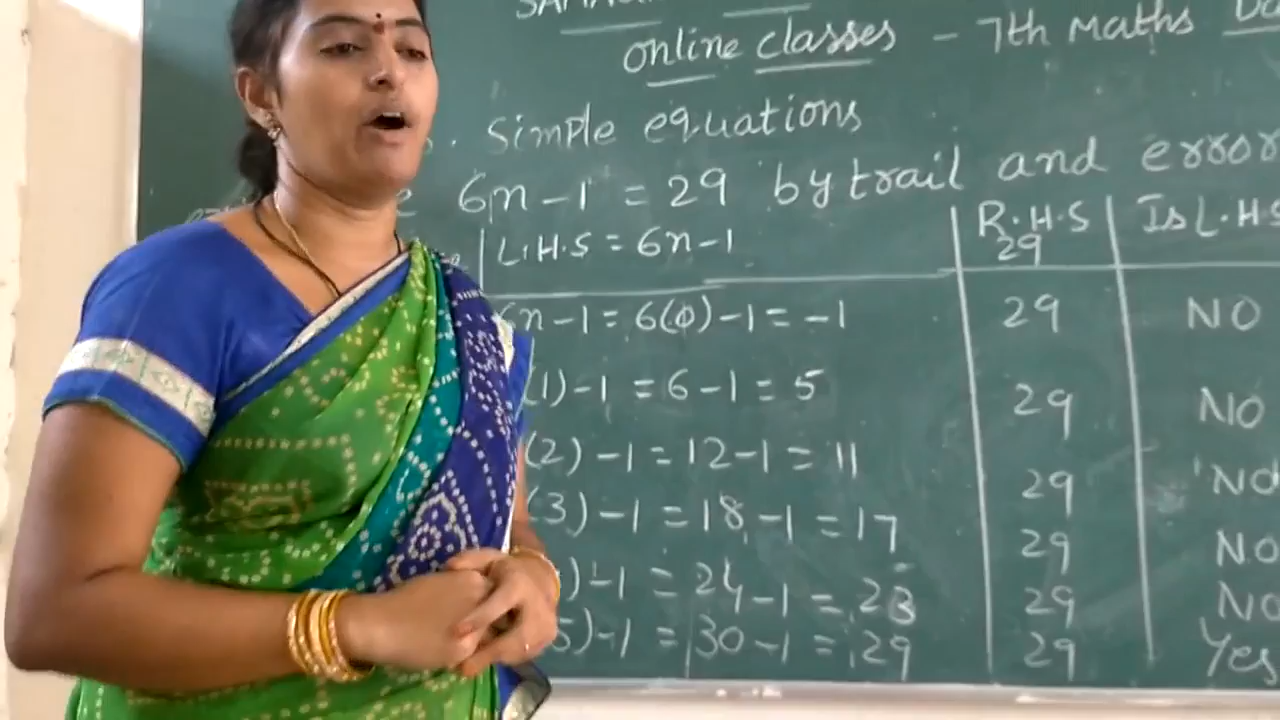 online classes - 7th Maths
Simple equations
6n-1 = 29 by trail and error
L.H.S = 6n-1 R.H.S 29 Is L.H.S
6n-1 = 6(0)-1 = -1 29 NO
(1)-1 = 6-1 = 5 29 NO
(2)-1 = 12-1 = 11 29 No
(3)-1 = 18-1 = 17 29 No
)-1 = 24-1 = 23 29 No
5)-1 = 30-1 = 29 29 Yes